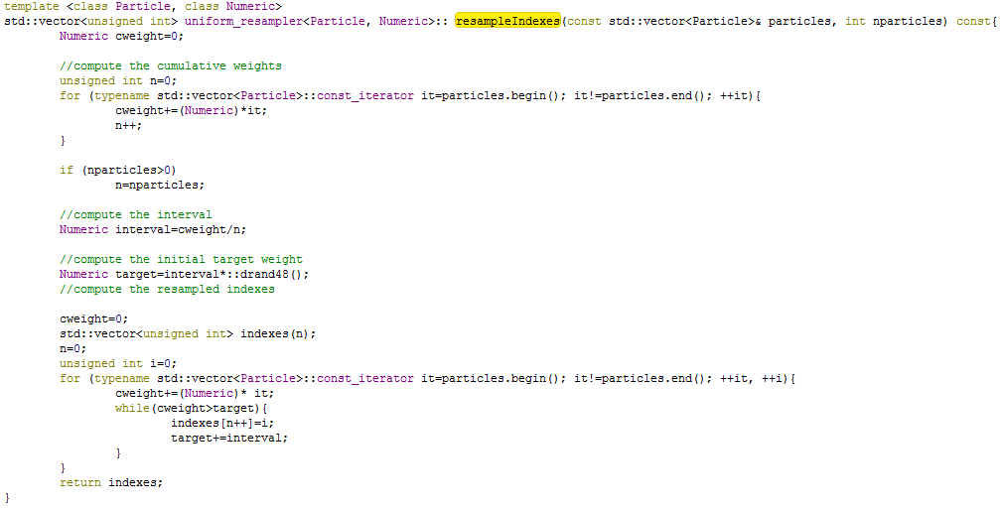 template <class Particle, class Numeric>
std::vector<unsigned int> uniform_resampler<Particle, Numeric>:: resampleIndexes(const std::vector<Particle>& particles, int nparticles) const{
        Numeric cweight=0;

        //compute the cumulative weights
        unsigned int n=0;
        for (typename std::vector<Particle>::const_iterator it=particles.begin(); it!=particles.end(); ++it){
                cweight+=(Numeric)*it;
                n++;
        }

        if (nparticles>0)
                n=nparticles;

        //compute the interval
        Numeric interval=cweight/n;

        //compute the initial target weight
        Numeric target=interval*::drand48();
        //compute the resampled indexes

        cweight=0;
        std::vector<unsigned int> indexes(n);
        n=0;
        unsigned int i=0;
        for (typename std::vector<Particle>::const_iterator it=particles.begin(); it!=particles.end(); ++it, ++i){
                cweight+=(Numeric)* it;
                while(cweight>target){
                        indexes[n++]=i;
                        target+=interval;
                }
        }
        return indexes;
}